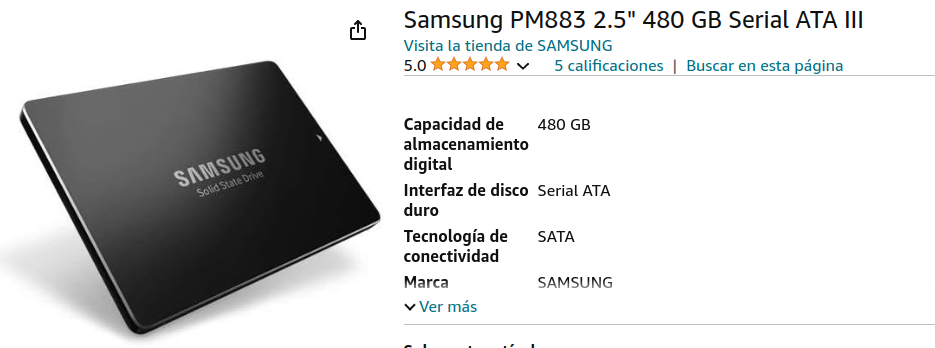 Samsung PM883 2.5" 480 GB Serial ATA III
Visita la tienda de SAMSUNG
5.0 5 calificaciones | Buscar en esta página
Capacidad de almacenamiento digital 480 GB
Interfaz de disco duro Serial ATA
Tecnología de conectividad SATA
Marca SAMSUNG
Ver más
SAMSUNG
Solid State Drive